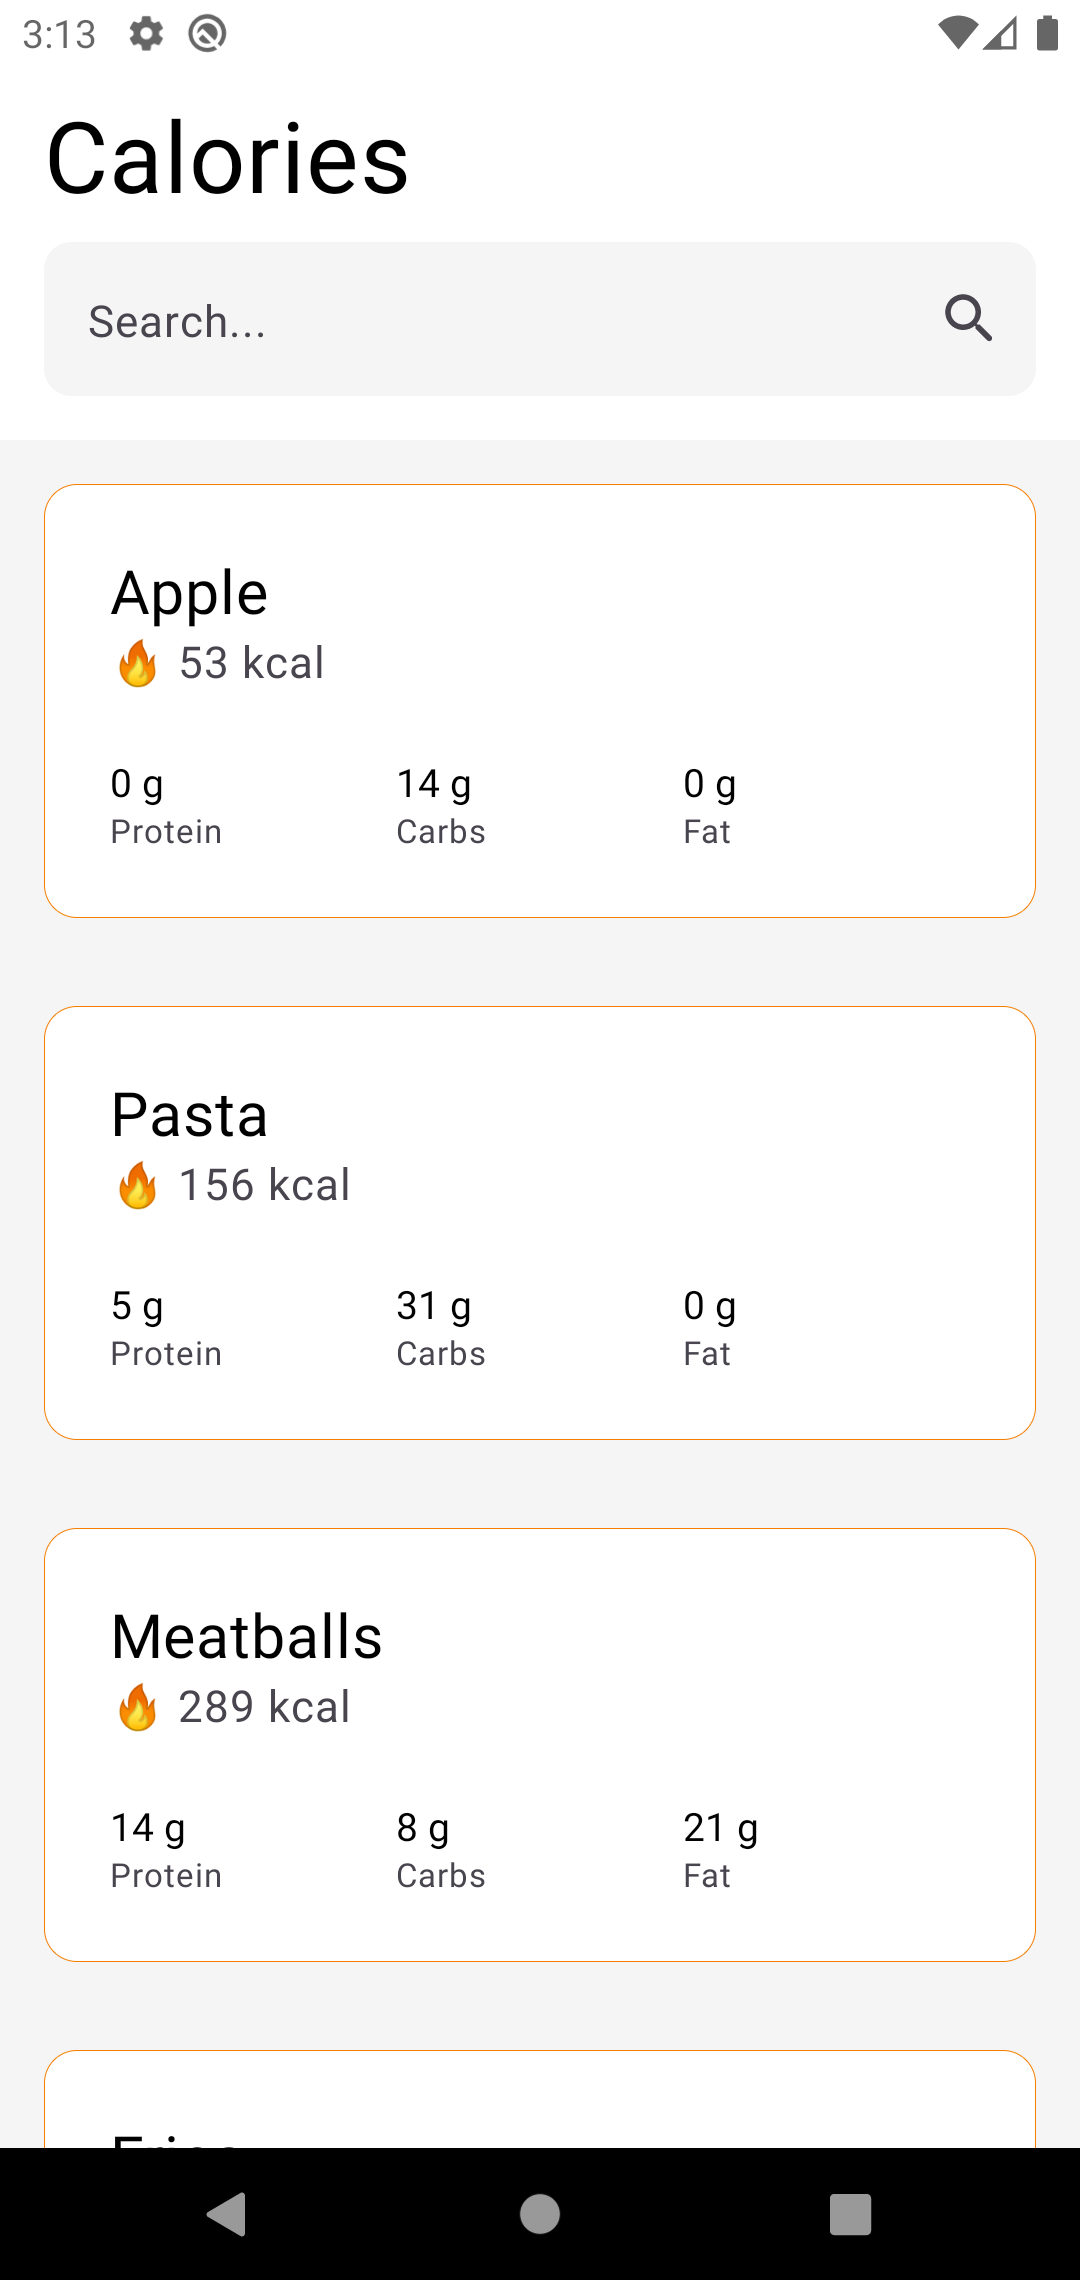 3:13
Calories
Search...
Apple
🔥 53 kcal
0 g 14 g 0 g
Protein Carbs Fat
Pasta
🔥 156 kcal
5 g 31 g 0 g
Protein Carbs Fat
Meatballs
🔥 289 kcal
14 g 8 g 21 g
Protein Carbs Fat